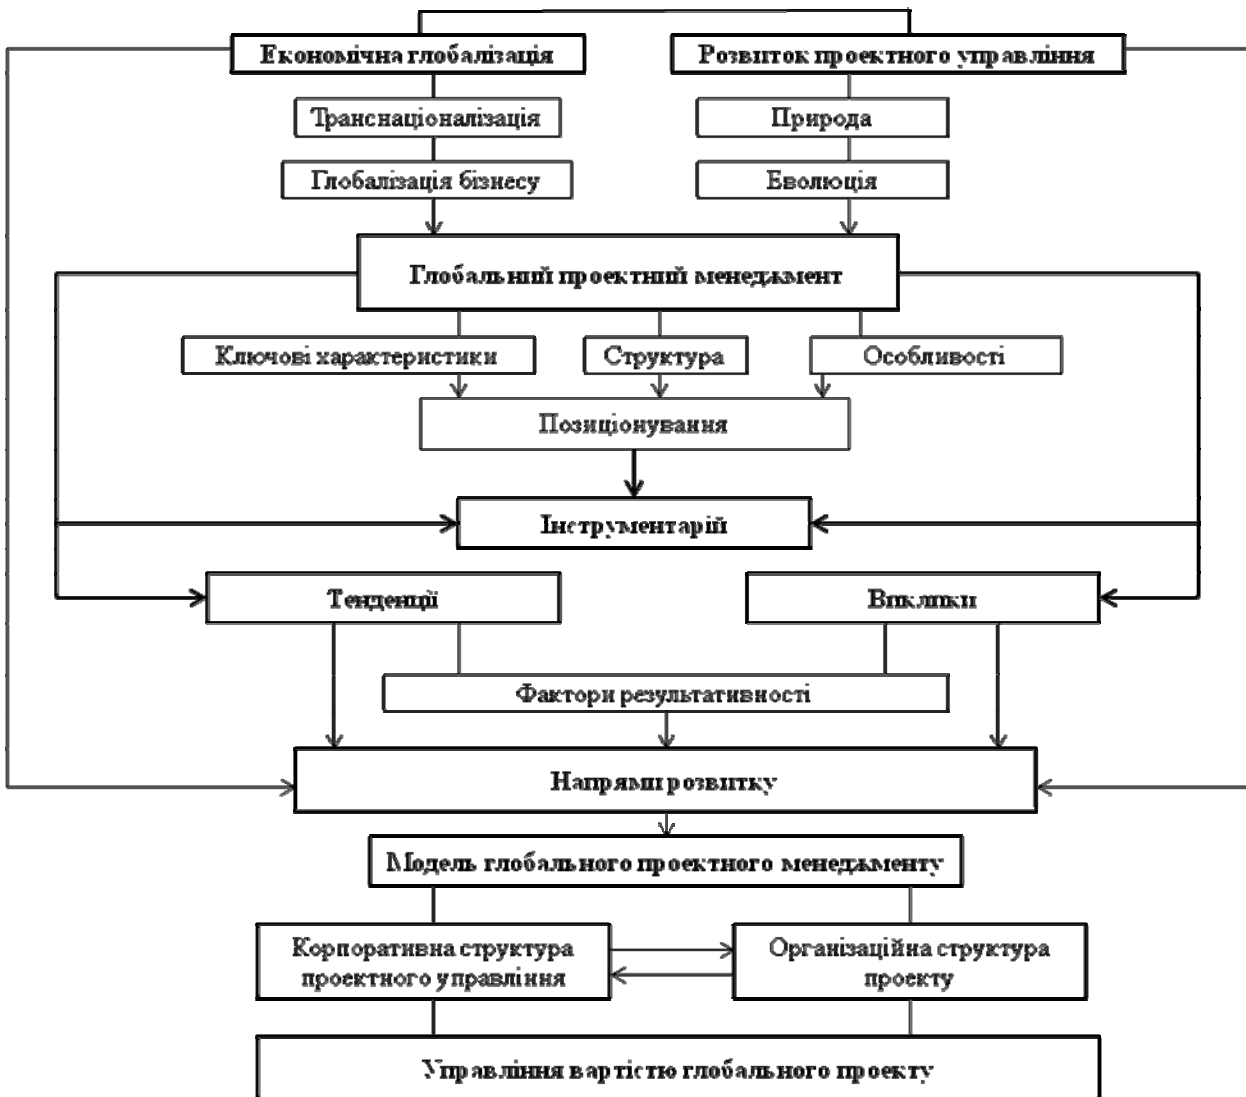 Економічна глобалізація
Розвиток проектного управління
Транснаціоналізація
Природа
Глобалізація бізнесу
Еволюція
Глобальний проектний менеджмент
Ключові характеристики
Структура
Особливості
Позиціонування
Інструментарій
Тенденції
Виклики
Фактори результативності
Напрями розвитку
Модель глобального проектного менеджменту
Корпоративна структура
проектного управління
Організаційна структура
проекту
Управління вартістю глобального проекту